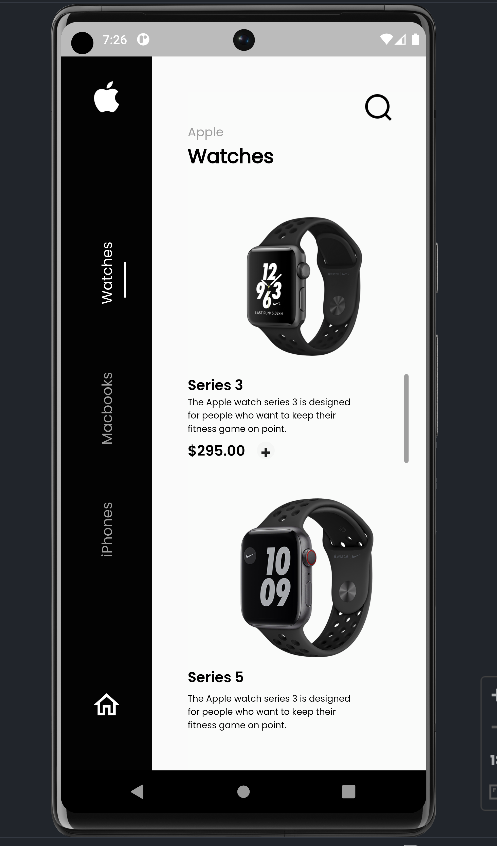 7:26
Apple
Watches
Watches
Macbooks
iPhones
12
9 3
6
Series 3
The Apple watch series 3 is designed
for people who want to keep their
fitness game on point.
$295.00 +
10
09
Series 5
The Apple watch series 3 is designed
for people who want to keep their
fitness game on point.